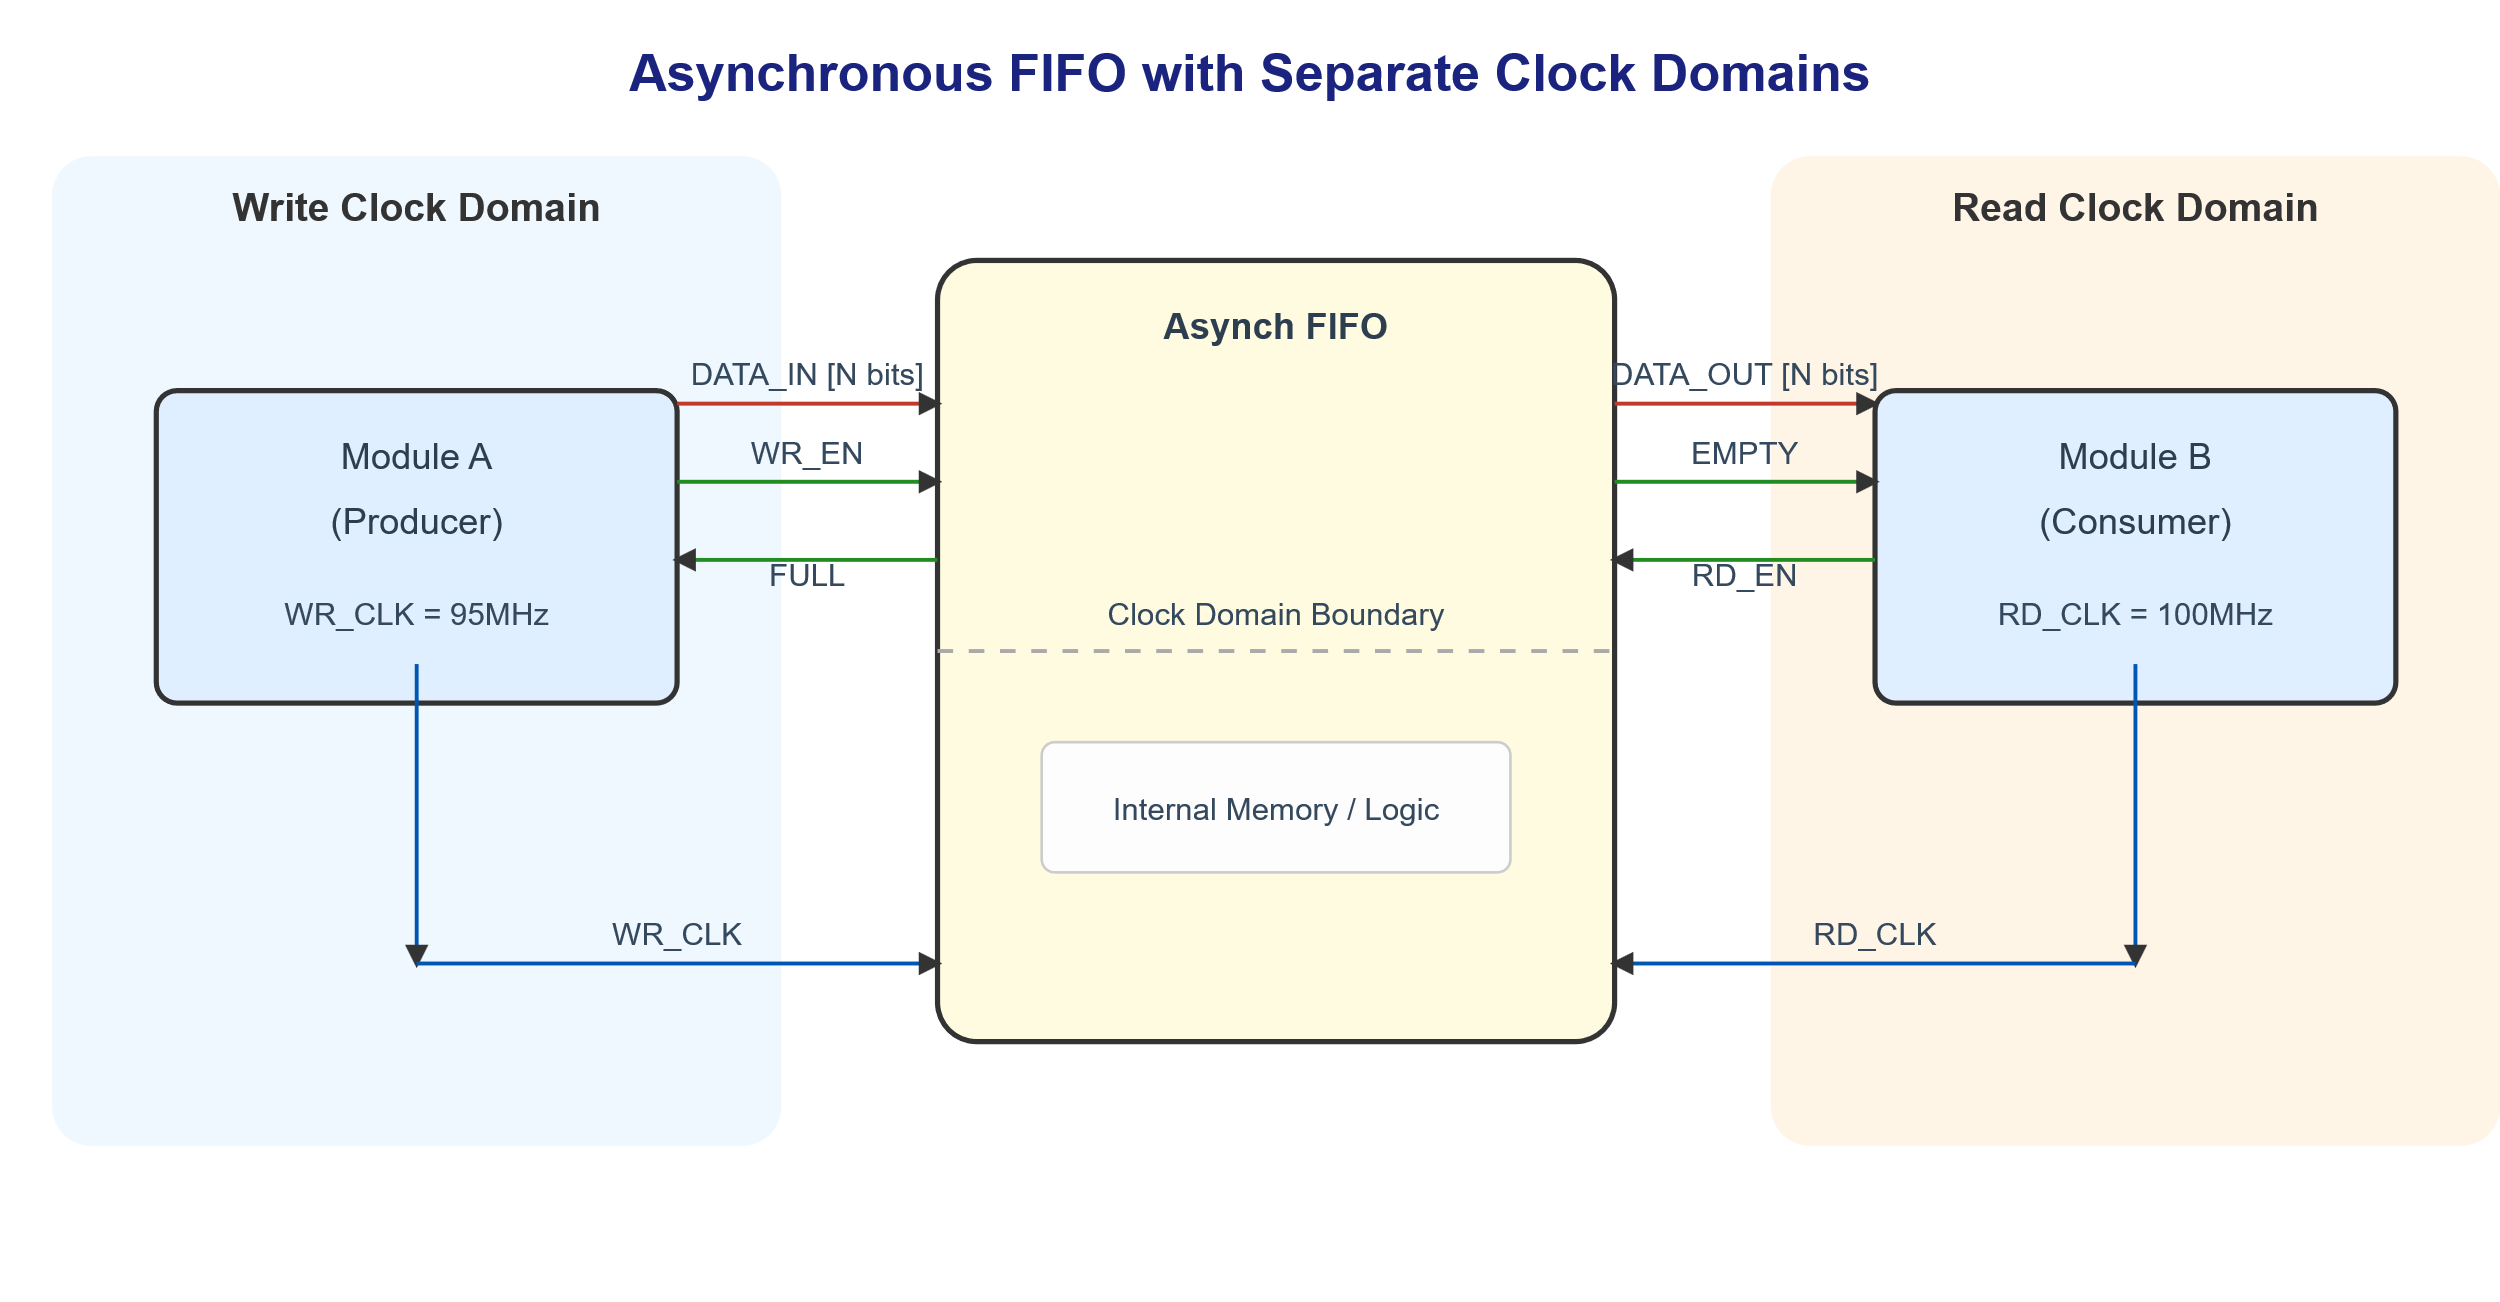 Asynchronous FIFO with Separate Clock Domains
Write Clock Domain
Read Clock Domain
Asynch FIFO
DATA_IN [N bits]
DATA_OUT [N bits]
Module A
WR_EN
EMPTY
Module B
(Producer)
(Consumer)
FULL
RD_EN
WR_CLK = 95MHz
Clock Domain Boundary
RD_CLK = 100MHz
Internal Memory / Logic
WR_CLK
RD_CLK